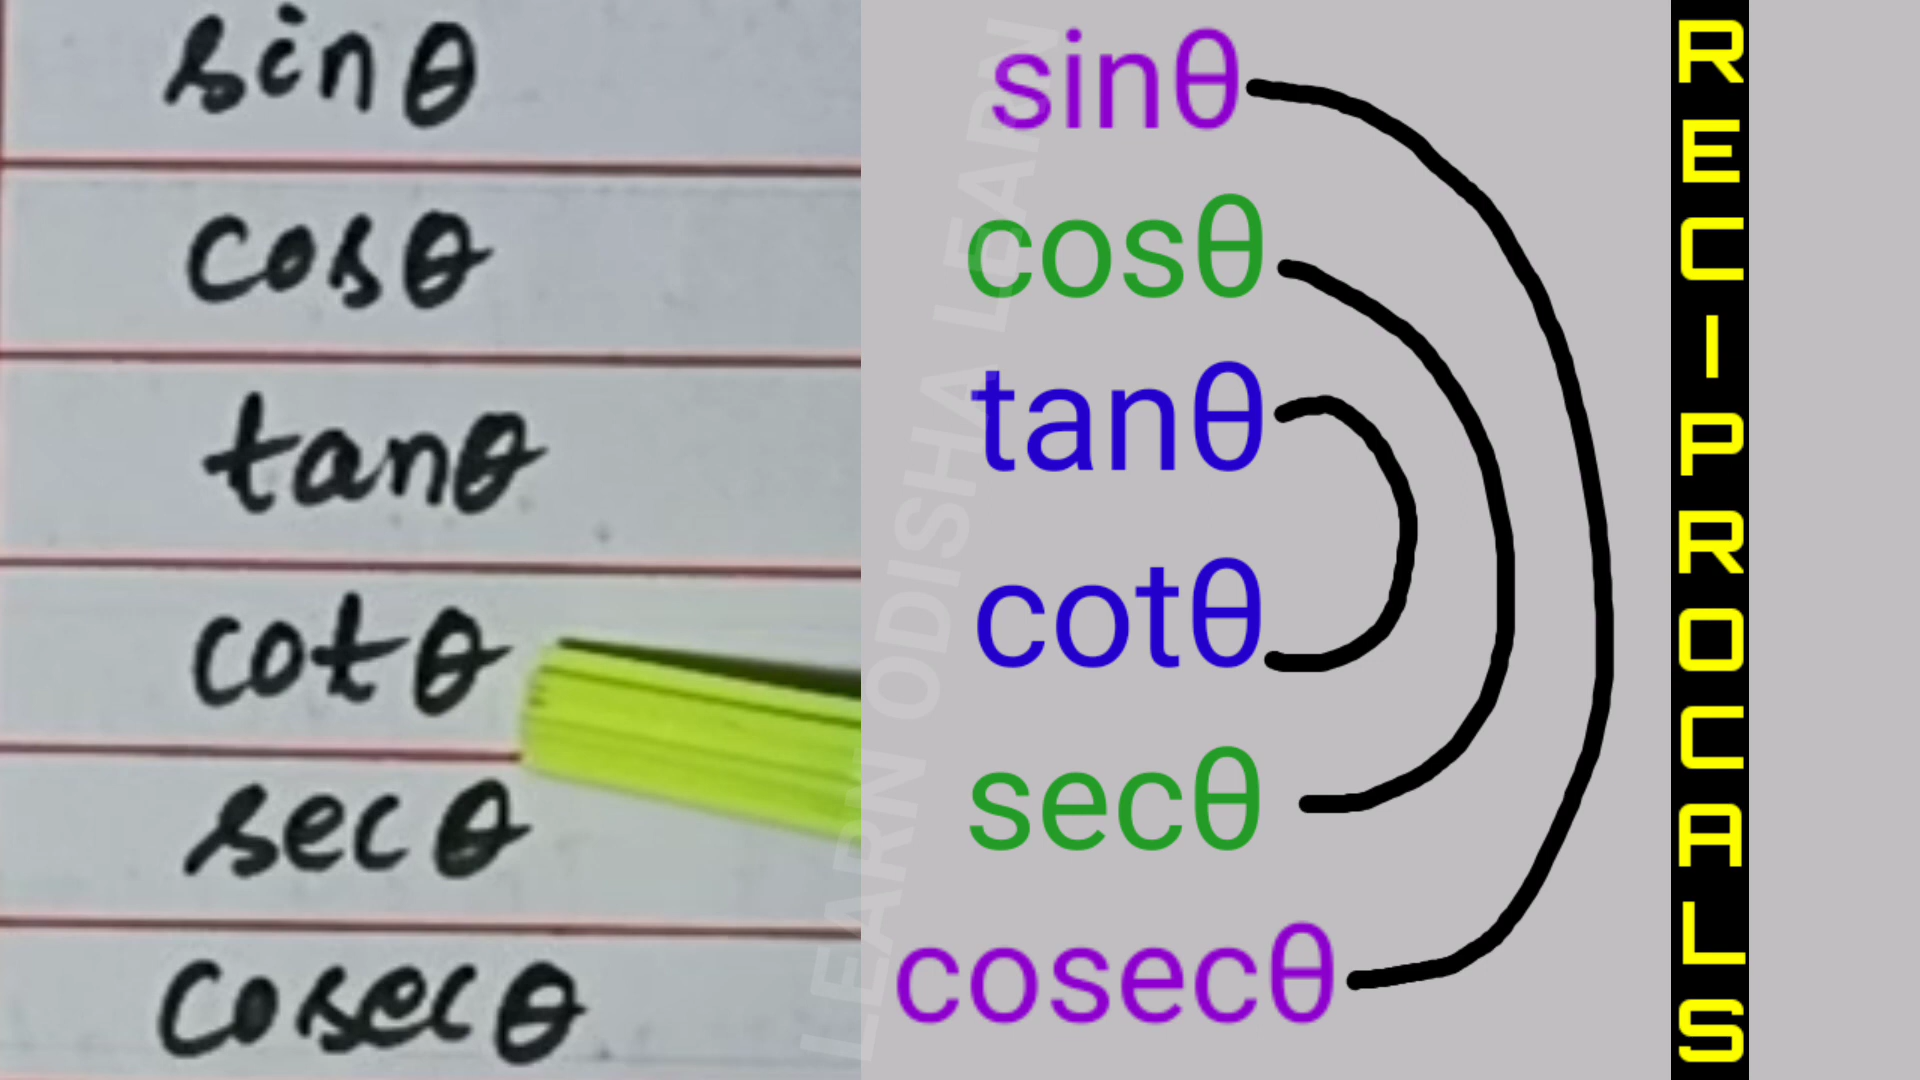 sinθ
cosθ
tanθ
cotθ
secθ
cosecθ
sinθ
cosθ
tanθ
cotθ
secθ
cosecθ
LEARN ODISHA LEARN
RECIPROCALS